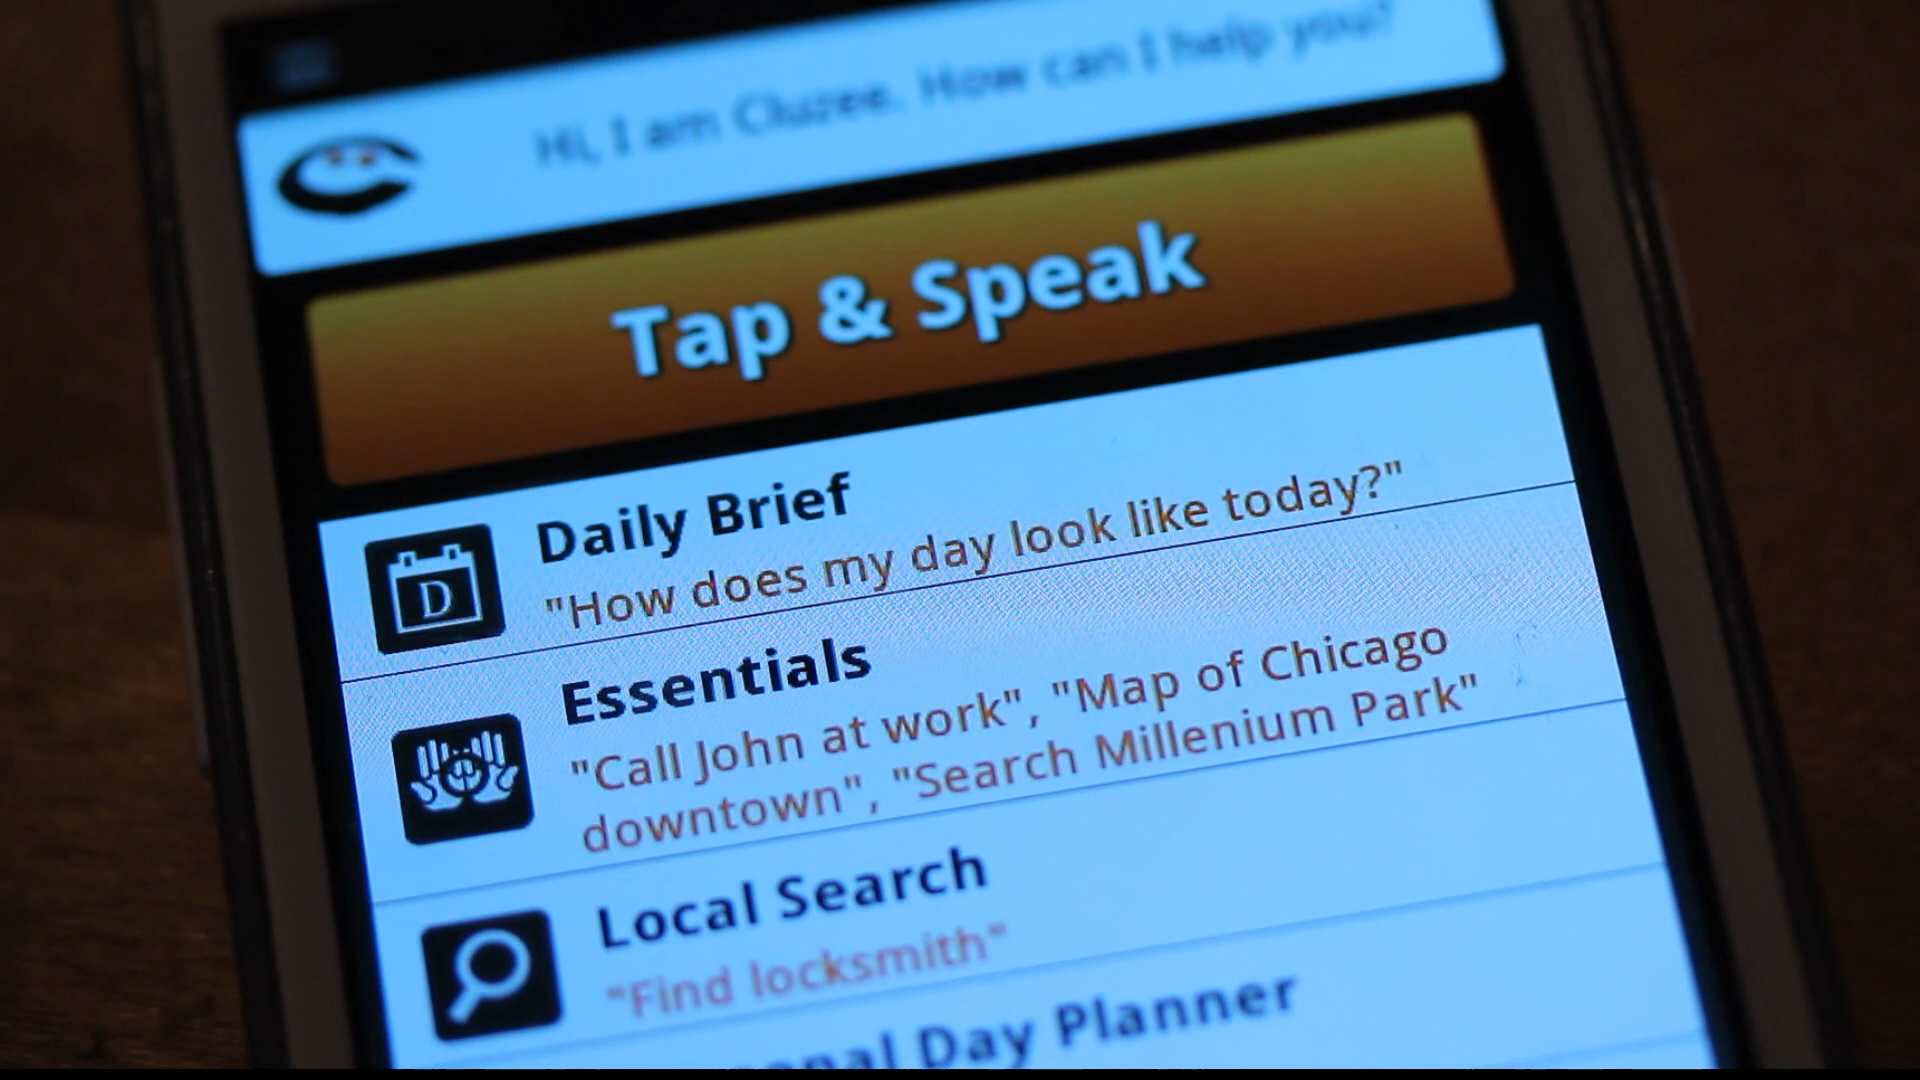 Hi, I am Cluzee. How can I help you?
Tap & Speak
D
Daily Brief
"How does my day look like today?"
Essentials
"Call John at work", "Map of Chicago
downtown", "Search Millenium Park"
Local Search
"Find locksmith"
Day Planner